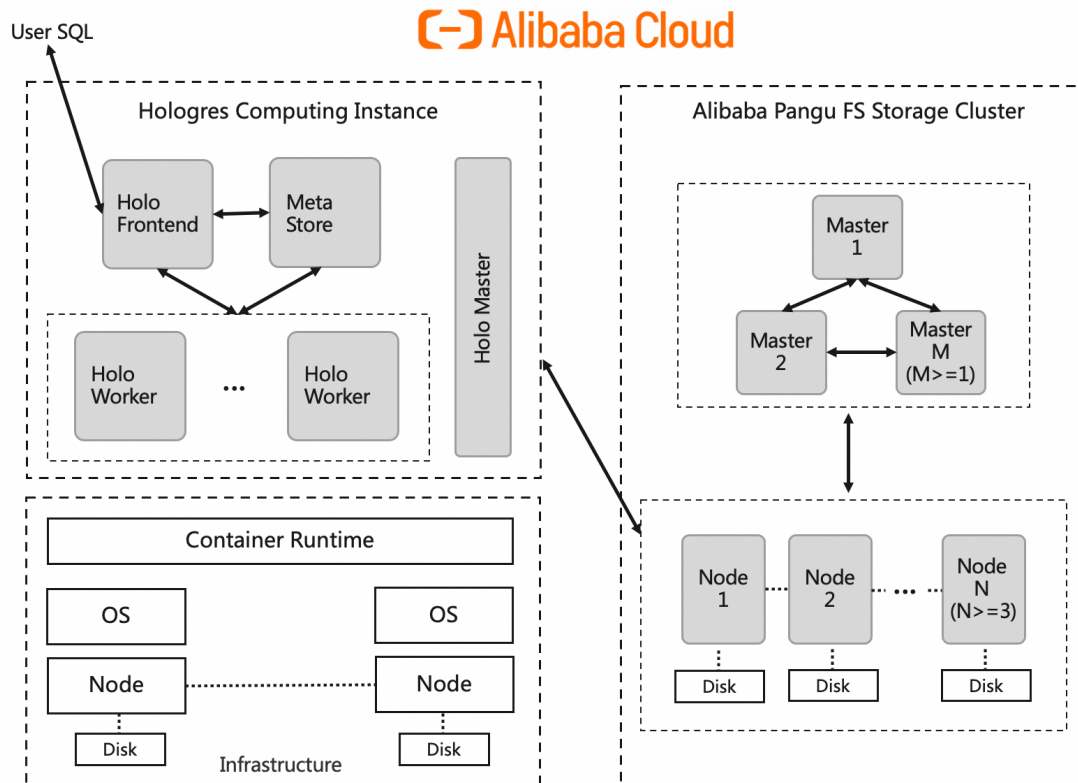 User SQL
Alibaba Cloud
Hologres Computing Instance
Holo
Frontend
Meta
Store
Holo Master
Holo
Worker
...
Holo
Worker
Container Runtime
OS
OS
Node
Node
Disk
Disk
Infrastructure
Alibaba Pangu FS Storage Cluster
Master
1
Master
2
Master
M
(M>=1)
Node
1
Node
2
...
Node
N
(N>=3)
Disk
Disk
Disk